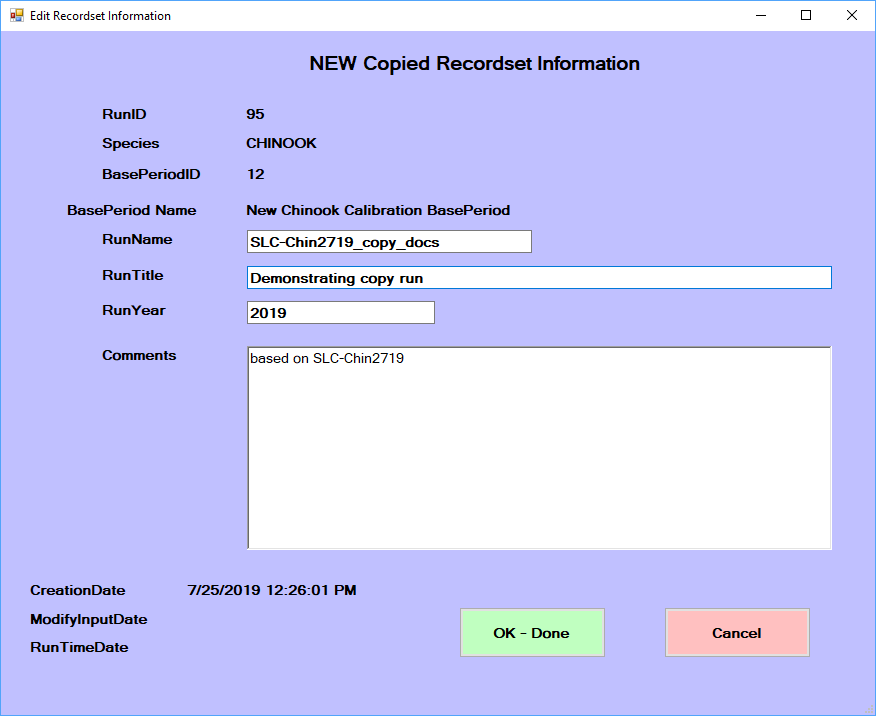 Edit Recordset Information
NEW Copied Recordset Information
RunID 95
Species CHINOOK
BasePeriodID 12
BasePeriod Name New Chinook Calibration BasePeriod
RunName SLC-Chin2719_copy_docs
RunTitle Demonstrating copy run
RunYear 2019
Comments based on SLC-Chin2719
CreationDate 7/25/2019 12:26:01 PM
ModifyInputDate
RunTimeDate
OK - Done Cancel